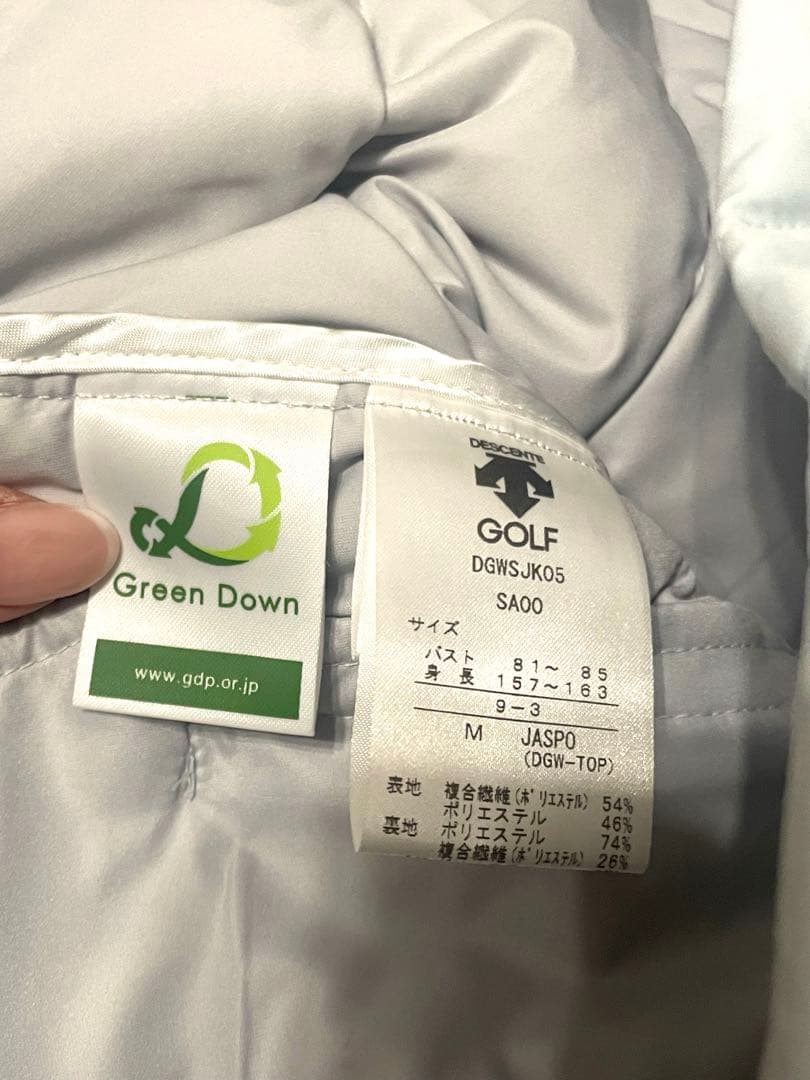 Green Down
www.gdp.or.jp
DESCENTE
GOLF
DGWSJK05
SA00
サイズ
バスト 81～ 85
身長 157～163
9-3
M JASPO
(DGW-TOP)
表地 複合繊維(ﾎﾟﾘｴｽﾃﾙ) 54%
ポリエステル 46%
裏地 ポリエステル 74%
複合繊維(ﾎﾟﾘｴｽﾃﾙ) 26%